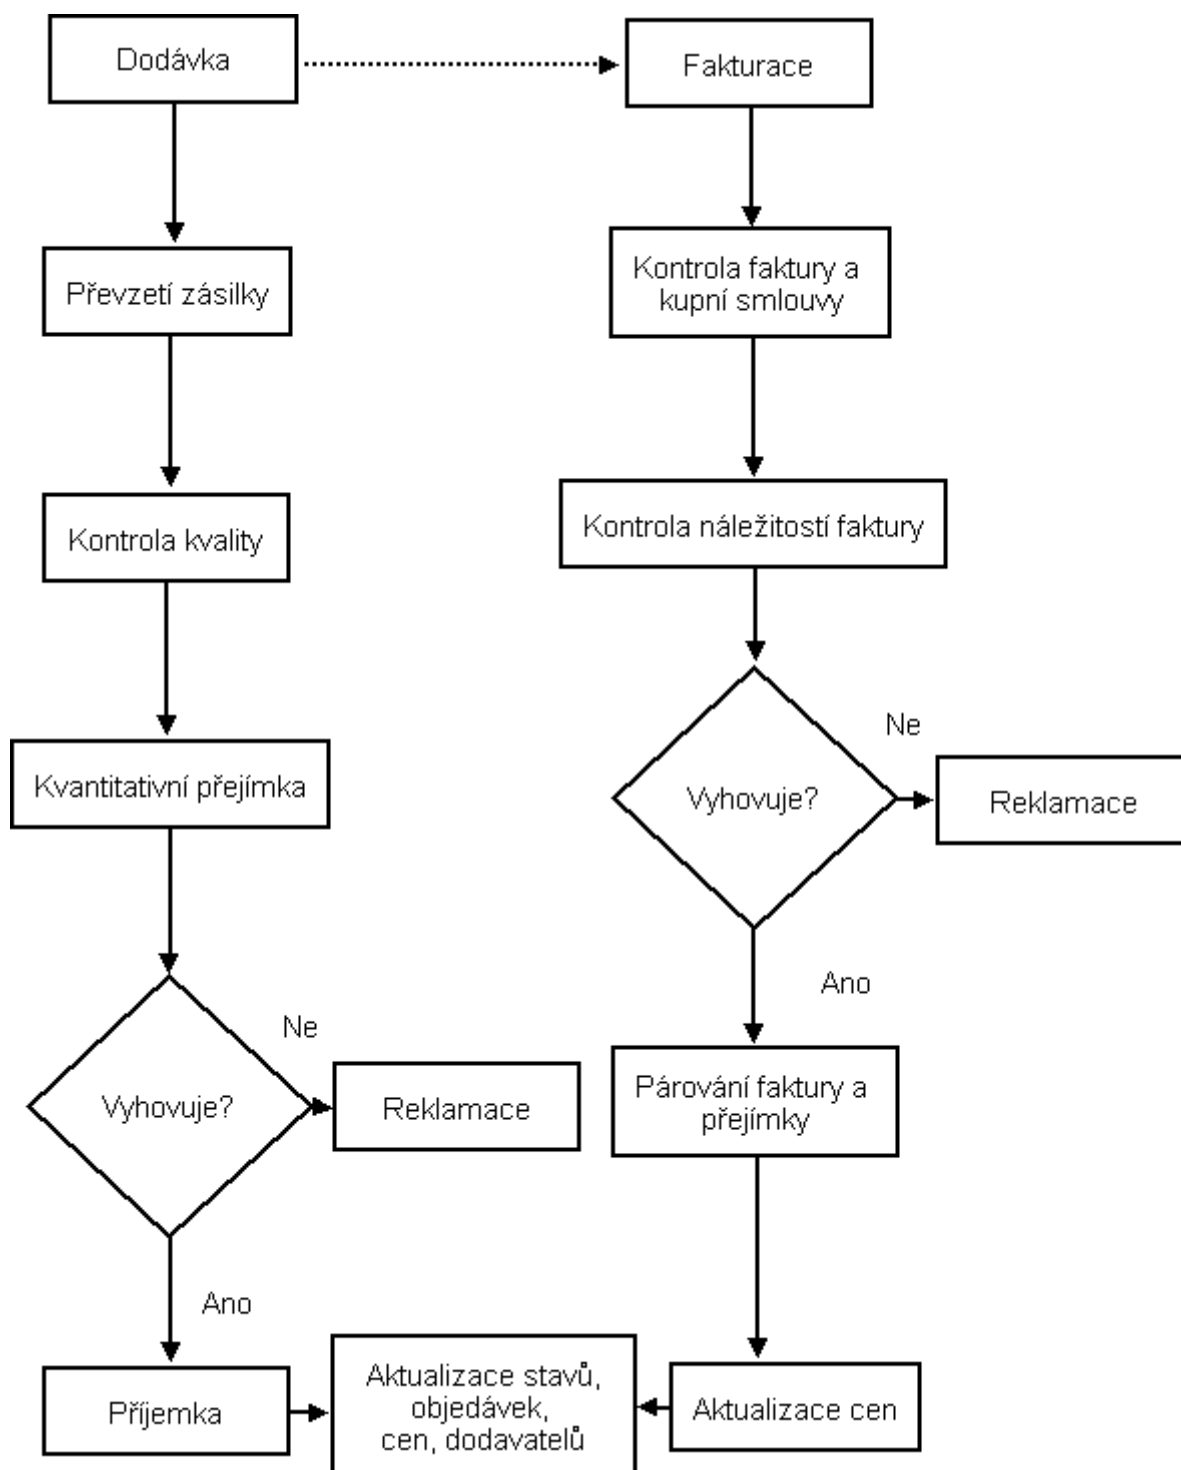 Dodávka
Fakturace
Převzetí zásilky
Kontrola faktury a
kupní smlouvy
Kontrola kvality
Kontrola náležitostí faktury
Kvantitativní přejímka
Vyhovuje?
Ne
Reklamace
Ano
Vyhovuje?
Ne
Reklamace
Párování faktury a
přejímky
Ano
Příjemka
Aktualizace stavů,
objedávek,
cen, dodavatelů
Aktualizace cen